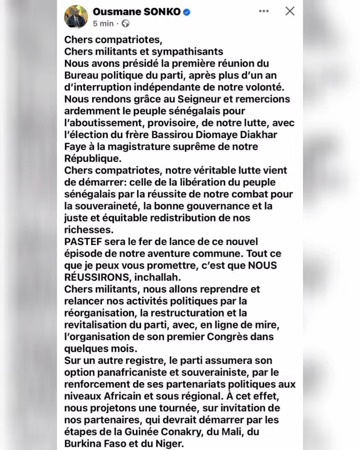 Ousmane SONKO
5 min ·
Chers compatriotes,
Chers militants et sympathisants
Nous avons présidé la première réunion du
Bureau politique du parti, après plus d'un an
d'interruption indépendante de notre volonté.
Nous rendons grâce au Seigneur et remercions
ardemment le peuple sénégalais pour
l'aboutissement, provisoire, de notre lutte, avec
l'élection du frère Bassirou Diomaye Diakhar
Faye à la magistrature suprême de notre
République.
Chers compatriotes, notre véritable lutte vient
de démarrer: celle de la libération du peuple
sénégalais par la réussite de notre combat pour
la souveraineté, la bonne gouvernance et la
juste et équitable redistribution de nos
richesses.
PASTEF sera le fer de lance de ce nouvel
épisode de notre aventure commune. Tout ce
que je peux vous promettre, c'est que NOUS
RÉUSSIRONS, inchallah.
Chers militants, nous allons reprendre et
relancer nos activités politiques par la
réorganisation, la restructuration et la
revitalisation du parti, avec, en ligne de mire,
l'organisation de son premier Congrès dans
quelques mois.
Sur un autre registre, le parti assumera son
option panafricaniste et souverainiste, par le
renforcement de ses partenariats politiques aux
niveaux Africain et sous régional. À cet effet,
nous projetons une tournée, sur invitation de
nos partenaires, qui devrait démarrer par les
étapes de la Guinée Conakry, du Mali, du
Burkina Faso et du Niger.